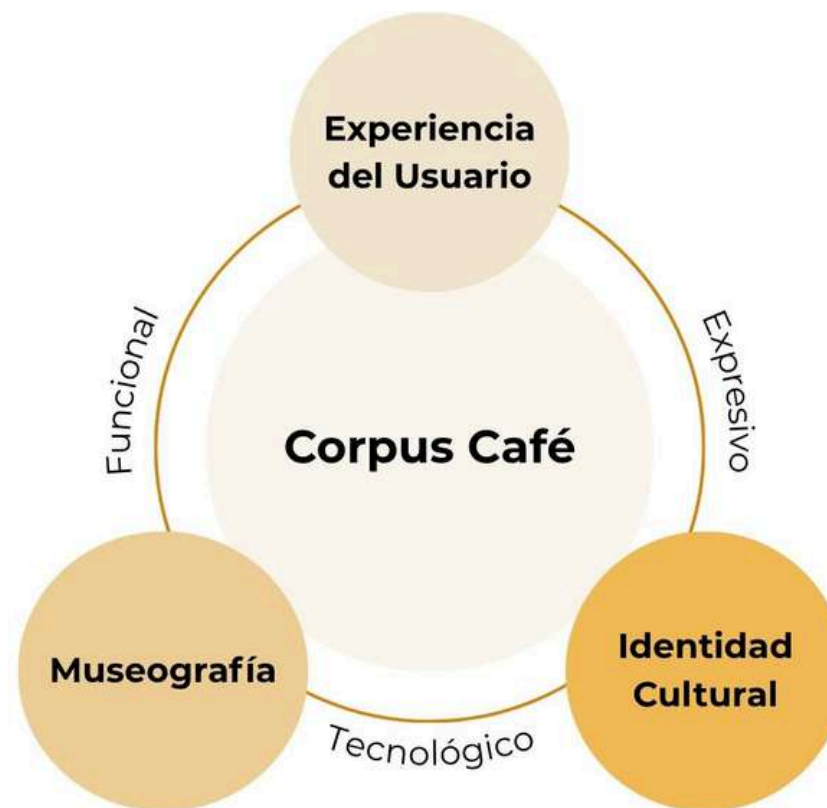 Experiencia
del Usuario
Funcional
Expresivo
Corpus Café
Museografía
Identidad
Cultural
Tecnológico